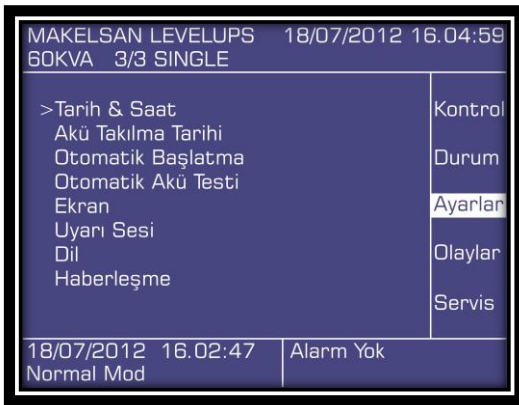 MAKELSAN LEVELUPS 18/07/2012 16.04:59
60KVA 3/3 SINGLE
>Tarih & Saat
Akü Takılma Tarihi
Otomatik Başlatma
Otomatik Akü Testi
Ekran
Uyarı Sesi
Dil
Haberleşme
Kontrol
Durum
Ayarlar
Olaylar
Servis
18/07/2012 16.02:47
Normal Mod
Alarm Yok